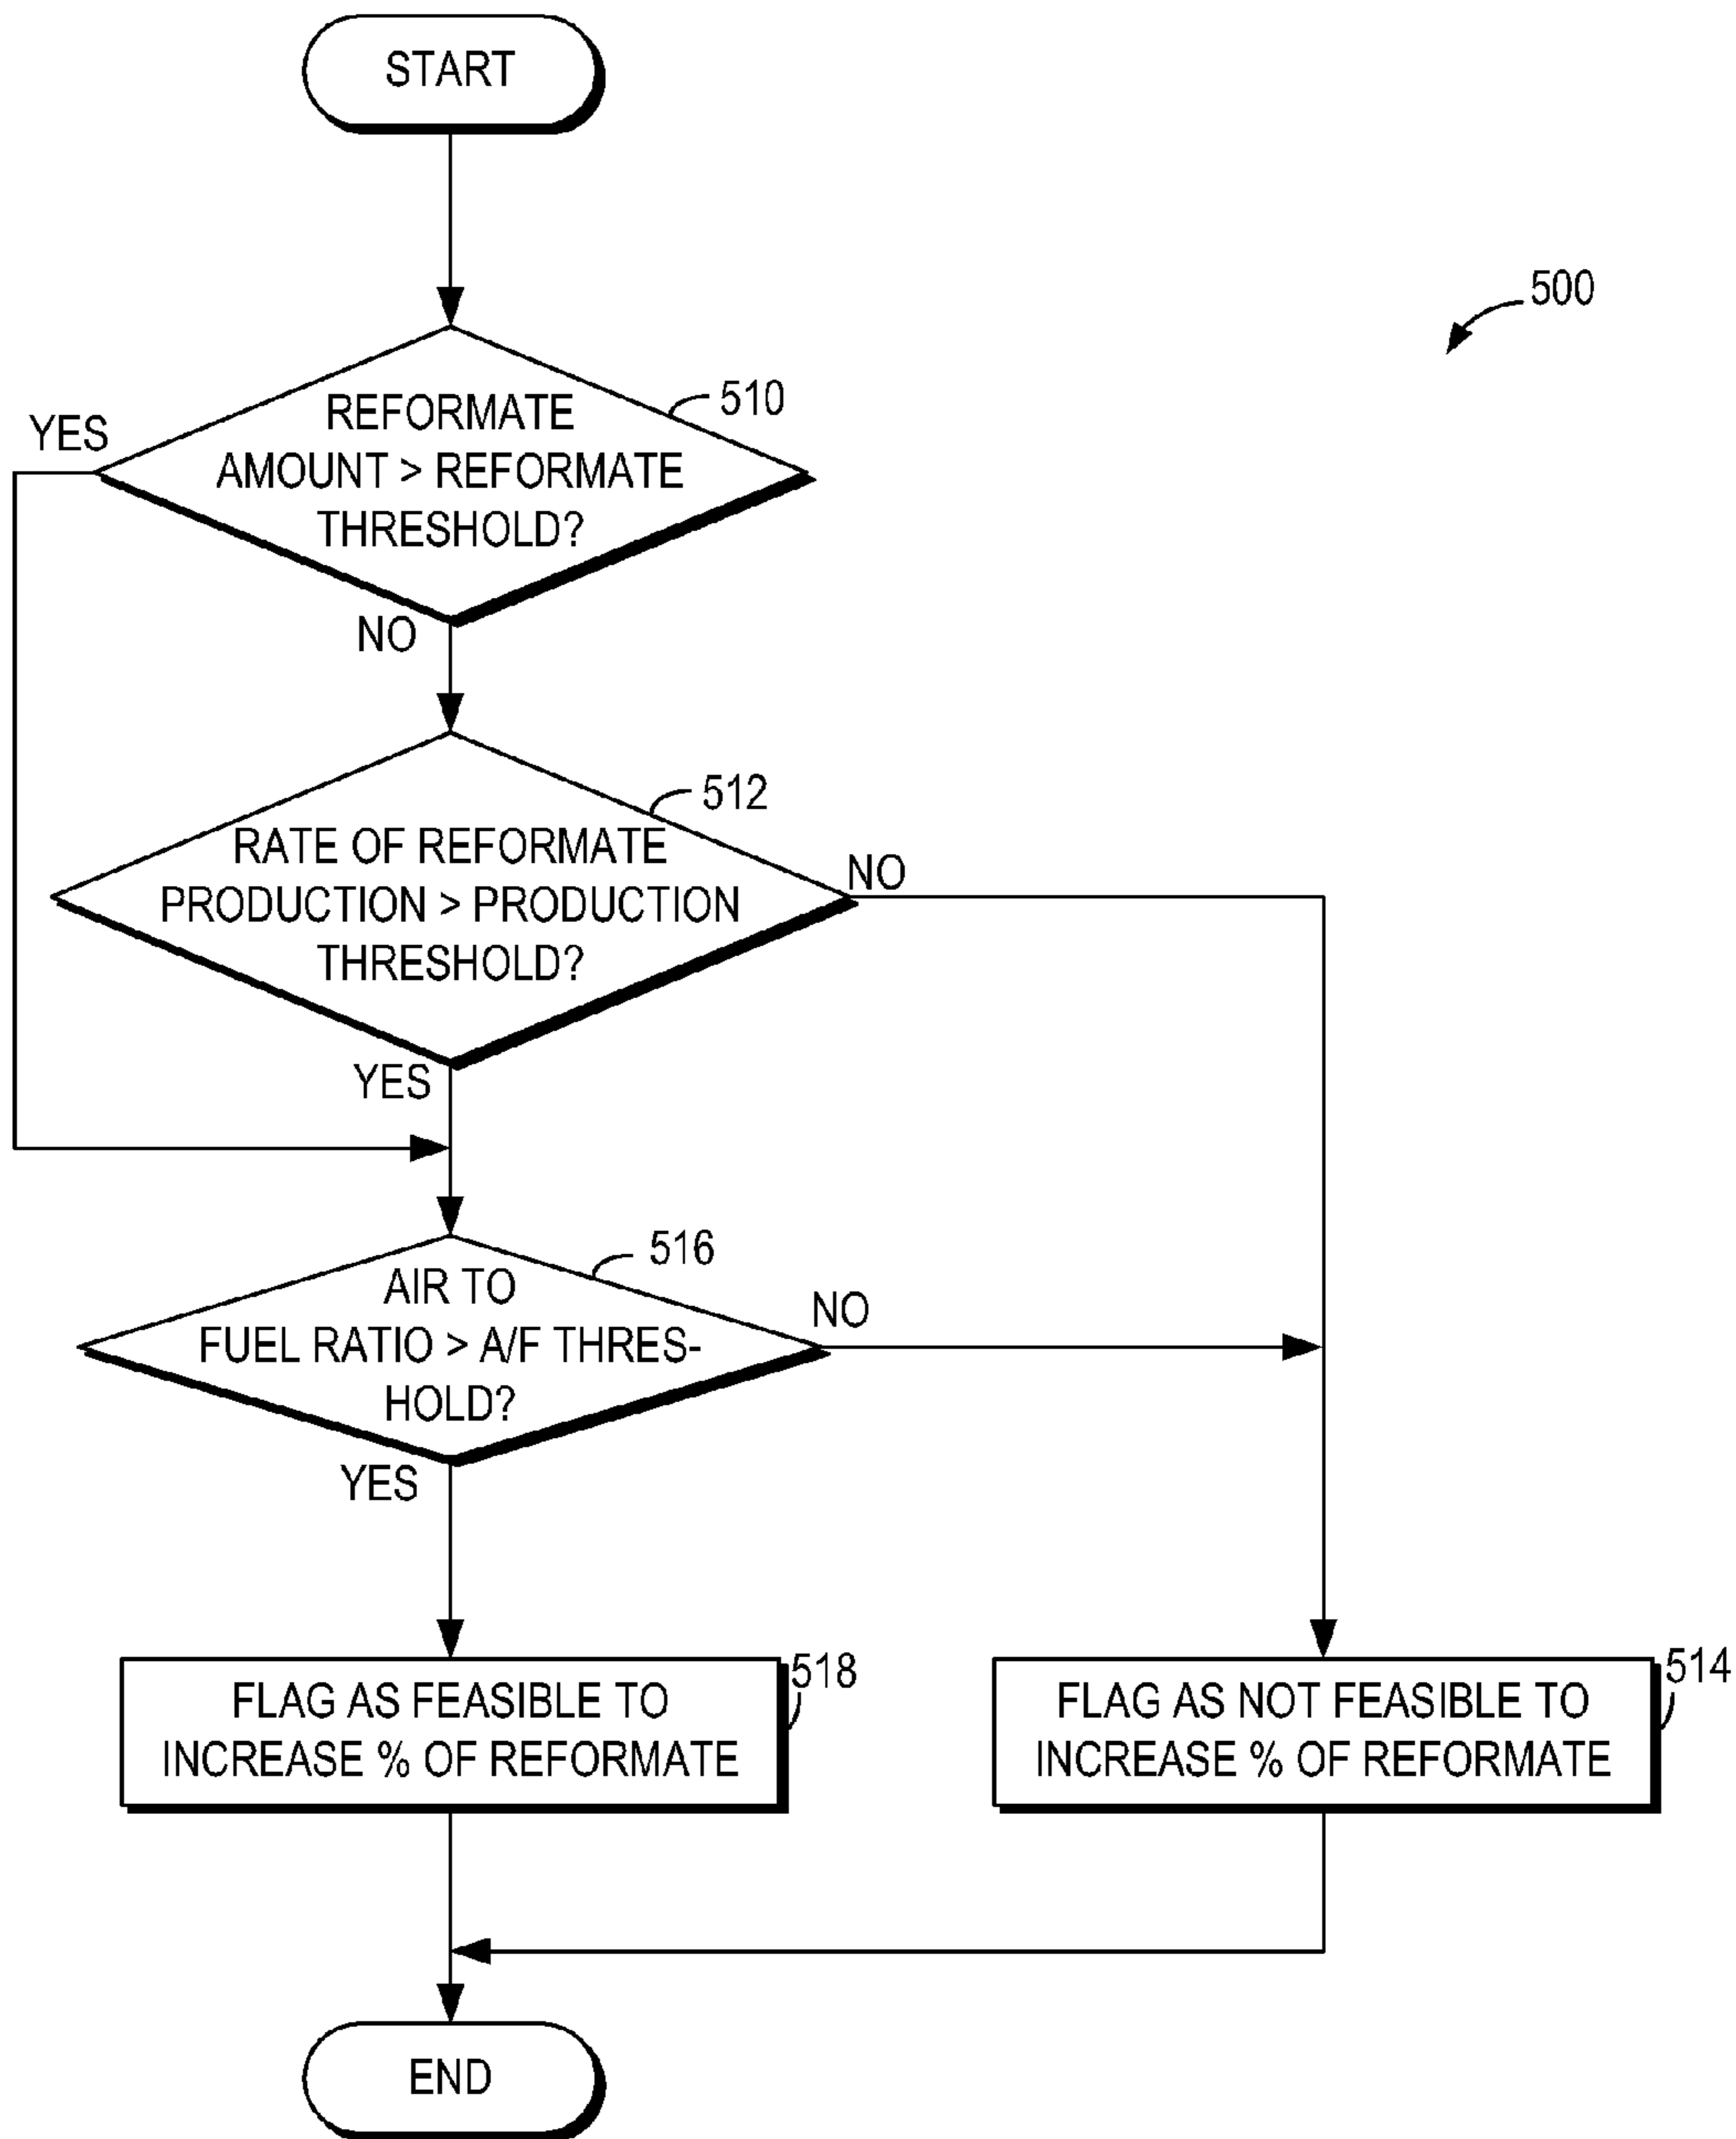 START
500
510
YES
REFORMATE
AMOUNT > REFORMATE
THRESHOLD?
NO
512
RATE OF REFORMATE
PRODUCTION > PRODUCTION
THRESHOLD?
NO
YES
516
AIR TO
FUEL RATIO > A/F THRES-
HOLD?
NO
YES
518
FLAG AS FEASIBLE TO
INCREASE % OF REFORMATE
514
FLAG AS NOT FEASIBLE TO
INCREASE % OF REFORMATE
END